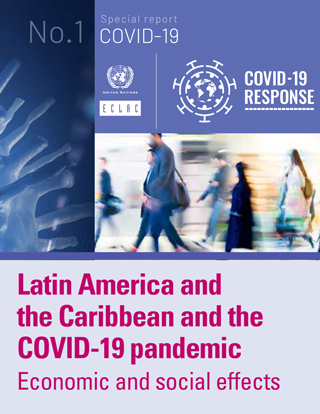 No.1
Special report
COVID-19
UNITED NATIONS
ECLAC
COVID-19
RESPONSE
Latin America and
the Caribbean and the
COVID-19 pandemic
Economic and social effects